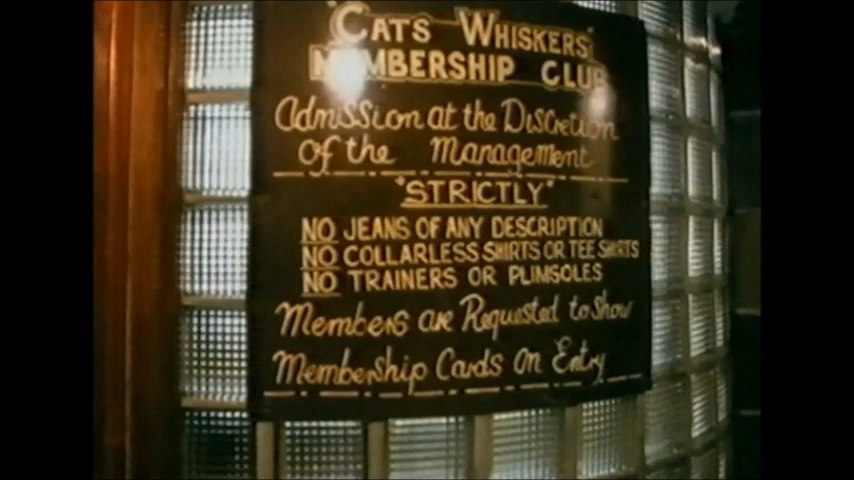 "CATS WHISKERS"
MEMBERSHIP CLUB
Admission at the Discretion
of the Management
"STRICTLY"
NO JEANS OF ANY DESCRIPTION
NO COLLARLESS SHIRTS OR TEE SHIRTS
NO TRAINERS OR PLIMSOLES
Members are Requested to Show
Membership Cards On Entry